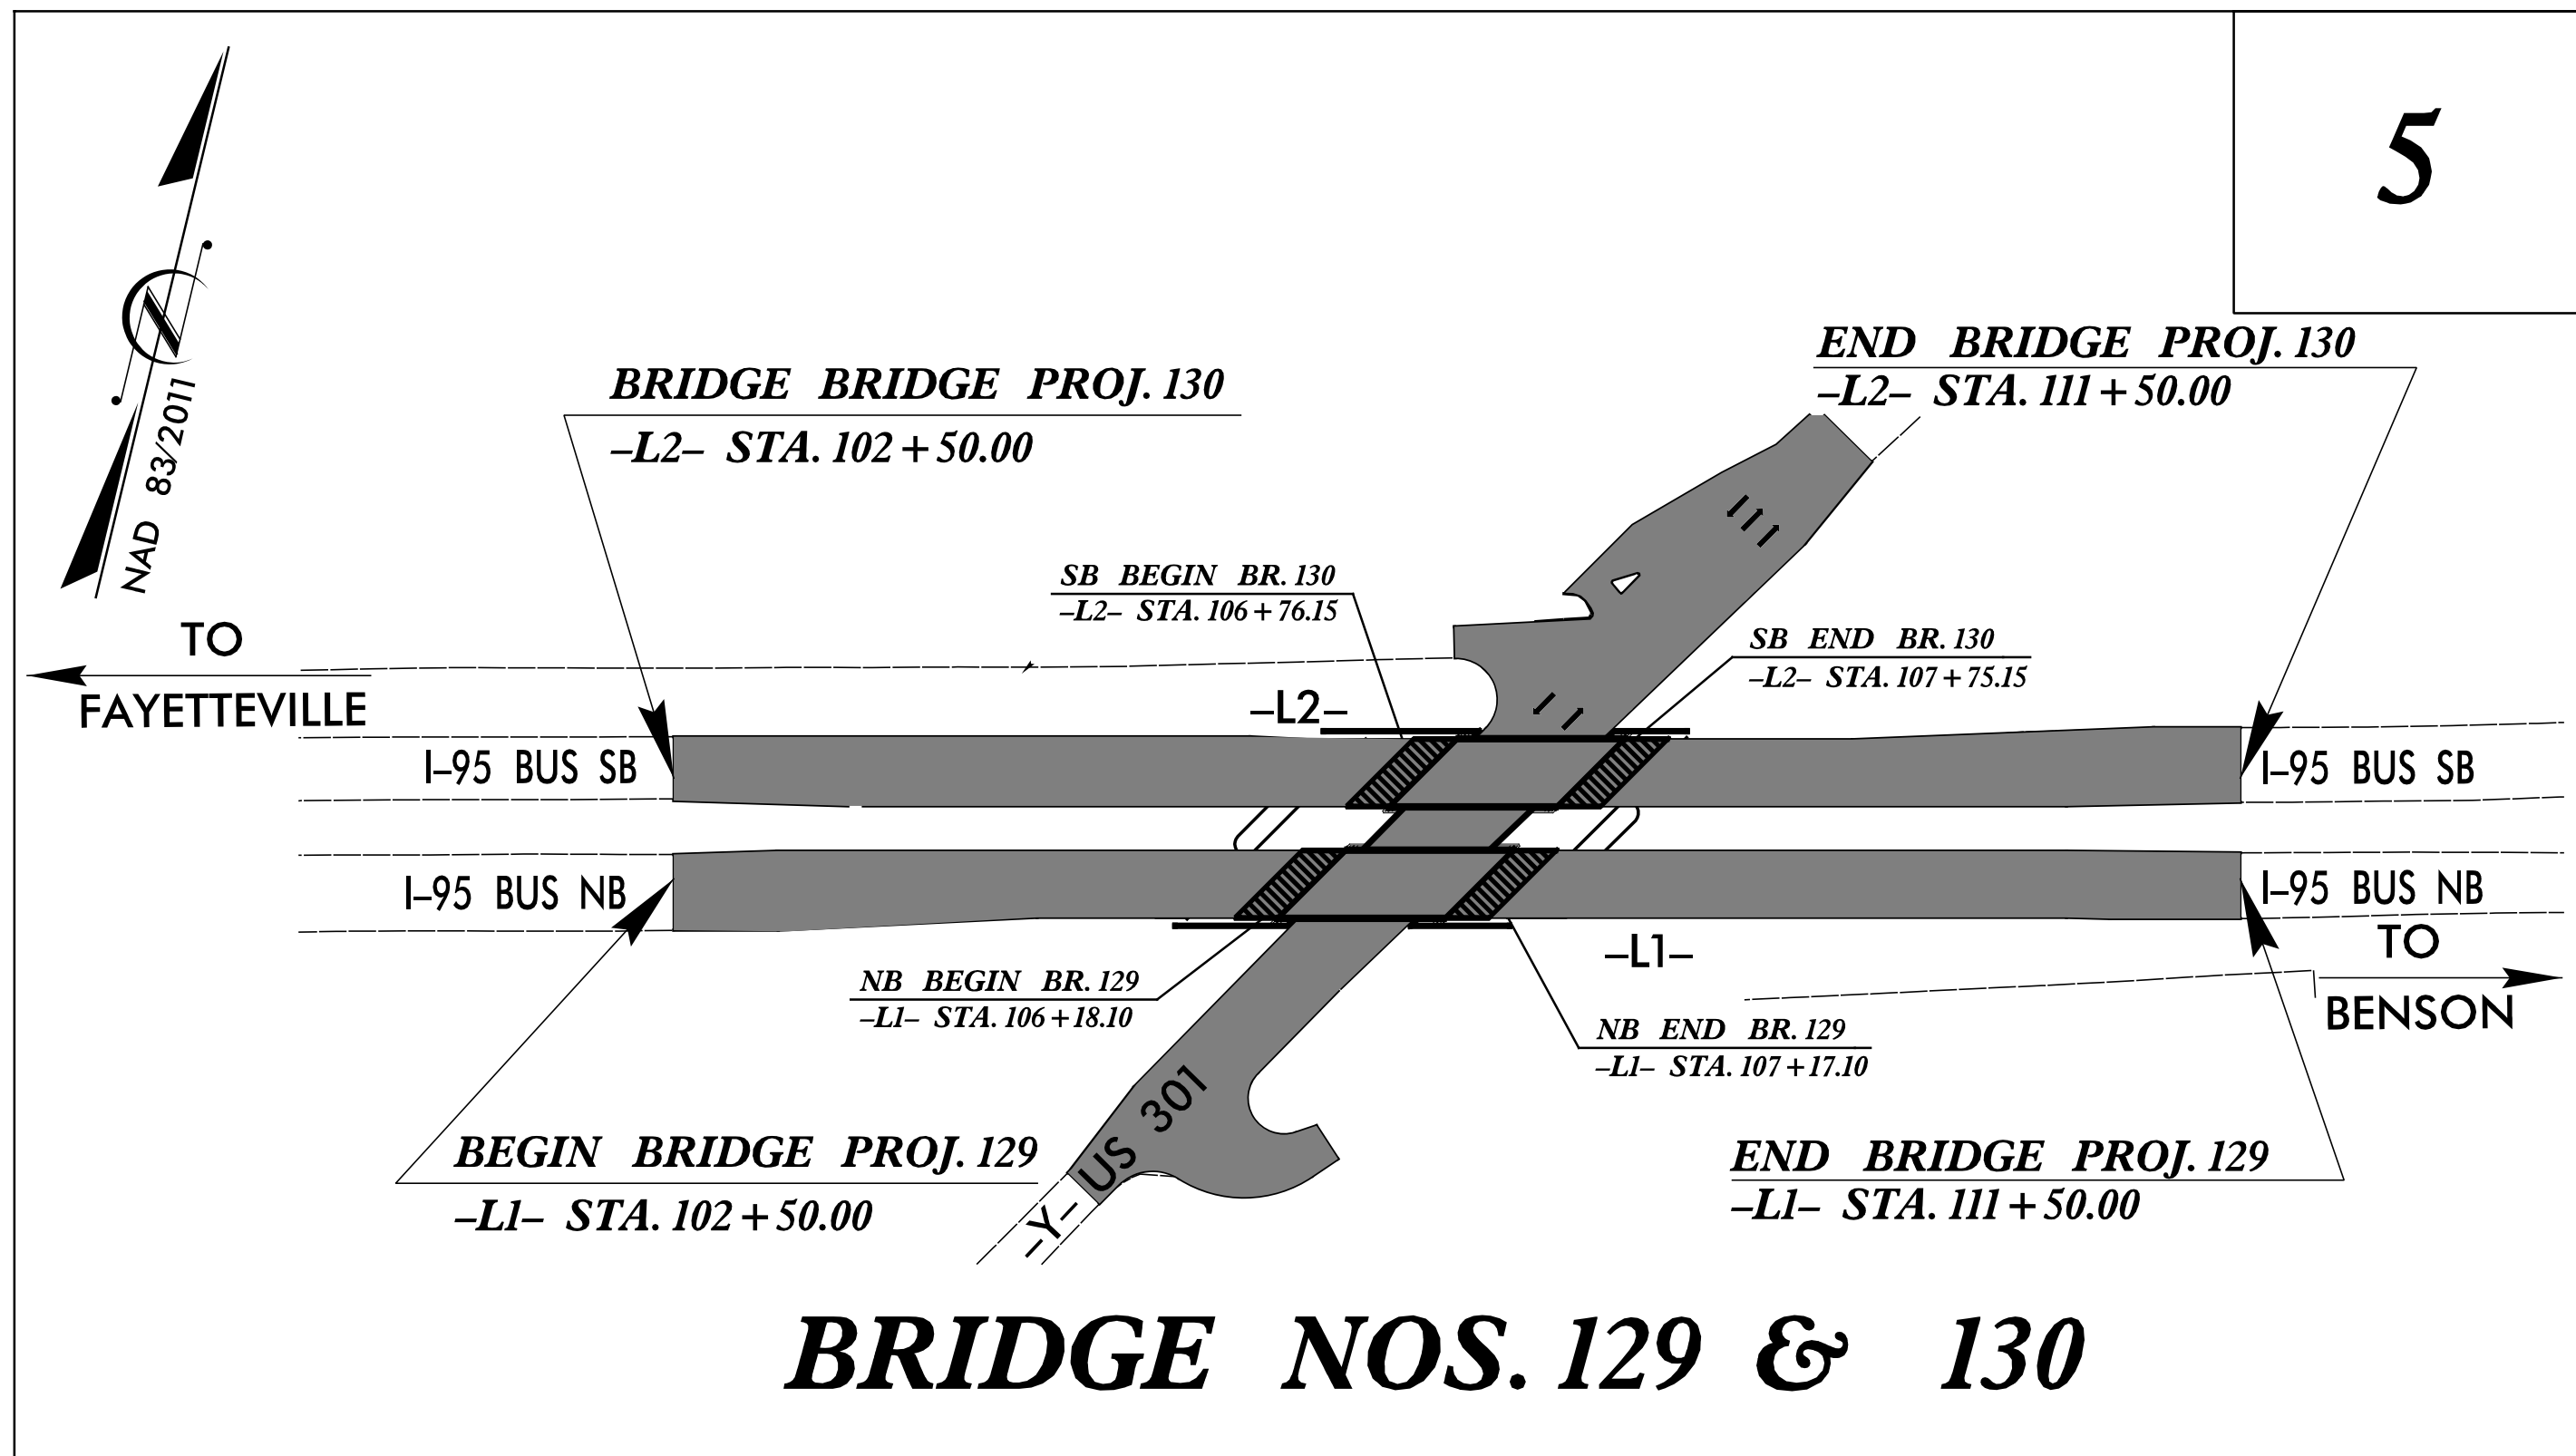 5
NAD 83/2011
BRIDGE BRIDGE PROJ. 130
–L2– STA. 102+50.00
END BRIDGE PROJ. 130
–L2– STA. 111+50.00
SB BEGIN BR. 130
–L2– STA. 106+76.15
SB END BR. 130
–L2– STA. 107+75.15
TO
FAYETTEVILLE
–L2–
I–95 BUS SB
I–95 BUS SB
I–95 BUS NB
I–95 BUS NB
–L1–
TO
BENSON
NB BEGIN BR. 129
–L1– STA. 106+18.10
NB END BR. 129
–L1– STA. 107+17.10
–Y– US 301
BEGIN BRIDGE PROJ. 129
–L1– STA. 102+50.00
END BRIDGE PROJ. 129
–L1– STA. 111+50.00
BRIDGE NOS. 129 & 130